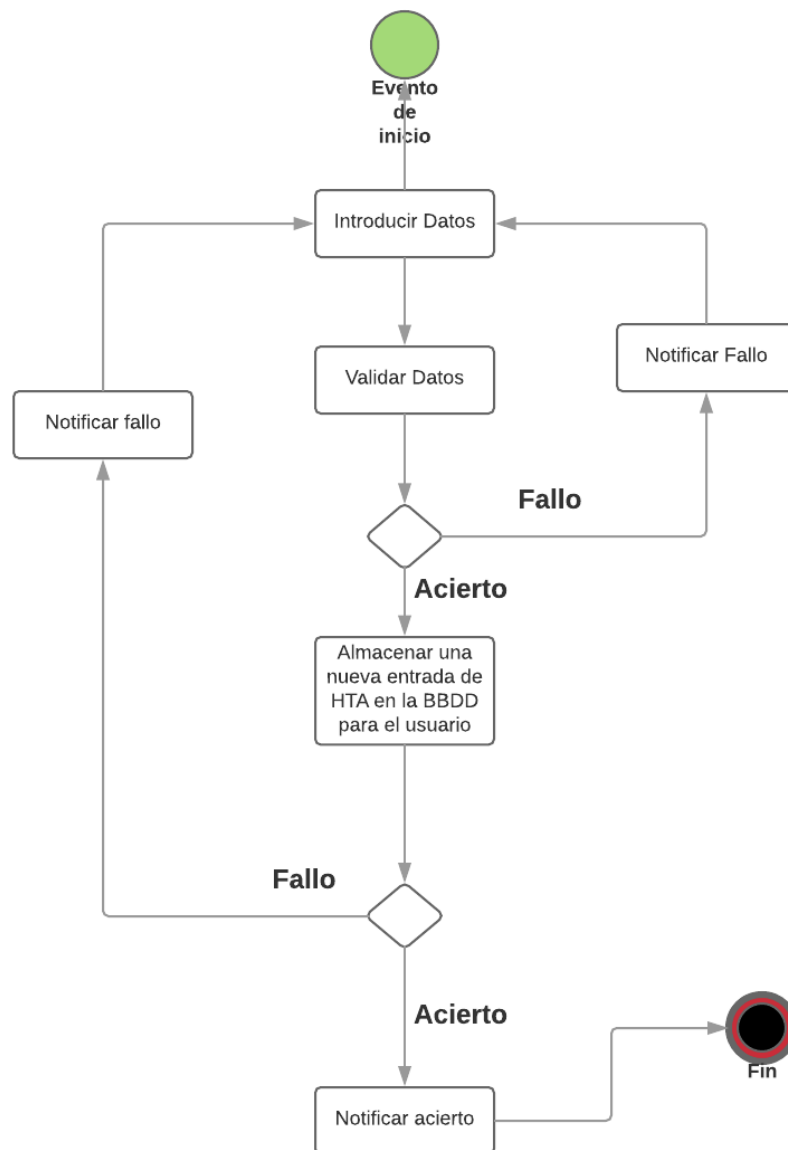 Evento
de
inicio
Introducir Datos
Validar Datos
Notificar Fallo
Notificar fallo
Fallo
Acierto
Almacenar una
nueva entrada de
HTA en la BBDD
para el usuario
Fallo
Acierto
Fin
Notificar acierto